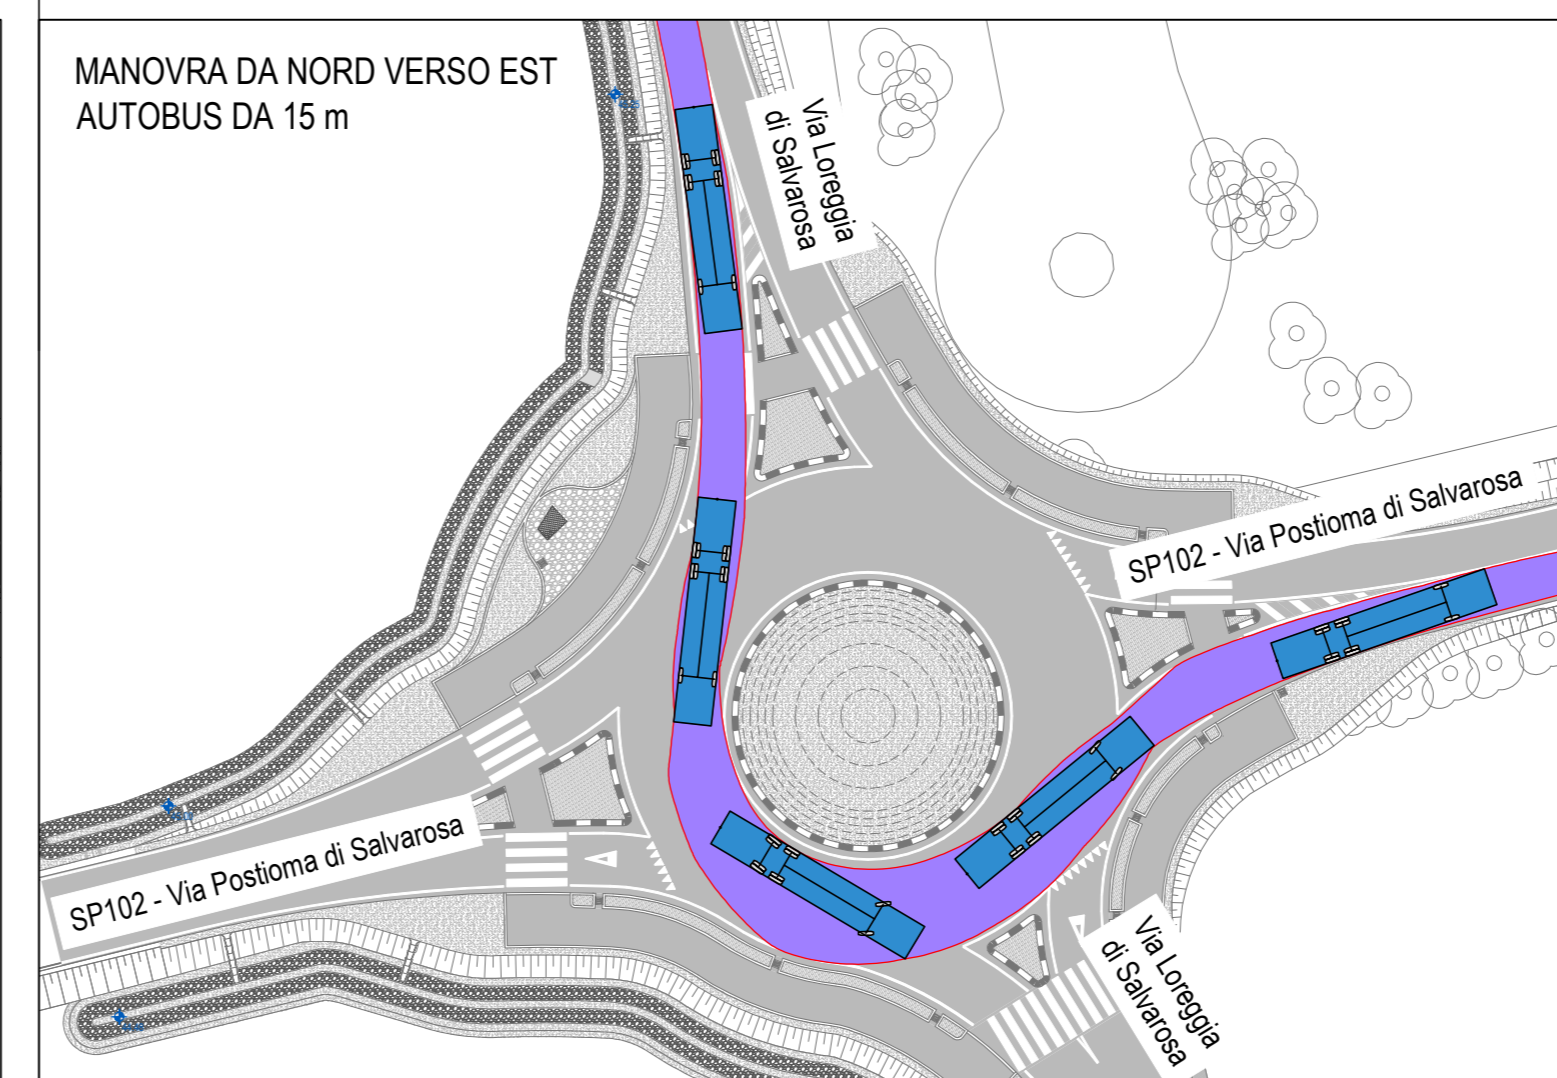 MANOVRA DA NORD VERSO EST
AUTOBUS DA 15 m
Via Loreggia
di Salvarosa
SP102 - Via Postioma di Salvarosa
SP102 - Via Postioma di Salvarosa
Via Loreggia
di Salvarosa